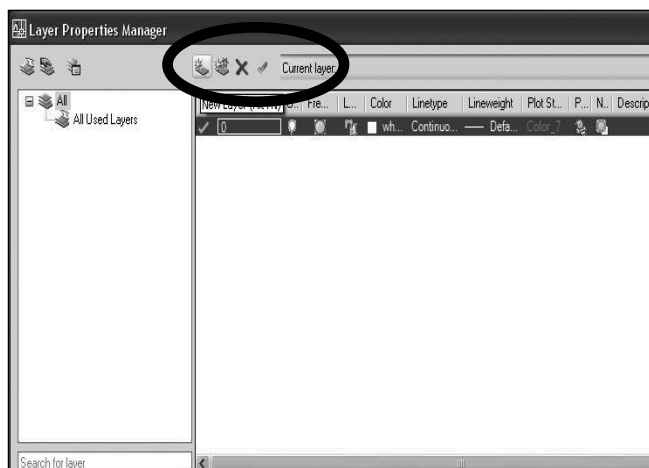 Layer Properties Manager
Current layer:
All
All Used Layers
Fre... L... Color Linetype Lineweight Plot St... P... N.. Descrip
0 wh... Continuo... Defa... Color_7
Search for layer